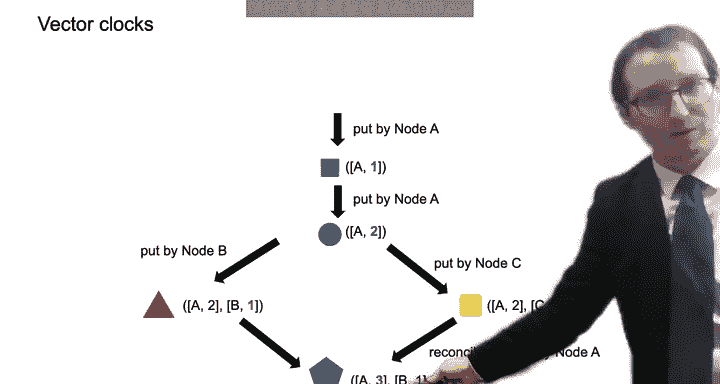 Vector clocks
put by Node A
([A, 1])
put by Node A
([A, 2])
put by Node B
put by Node C
([A, 2], [B, 1])
([A, 2], [C
by Node A
([A, 3], [B, 1]